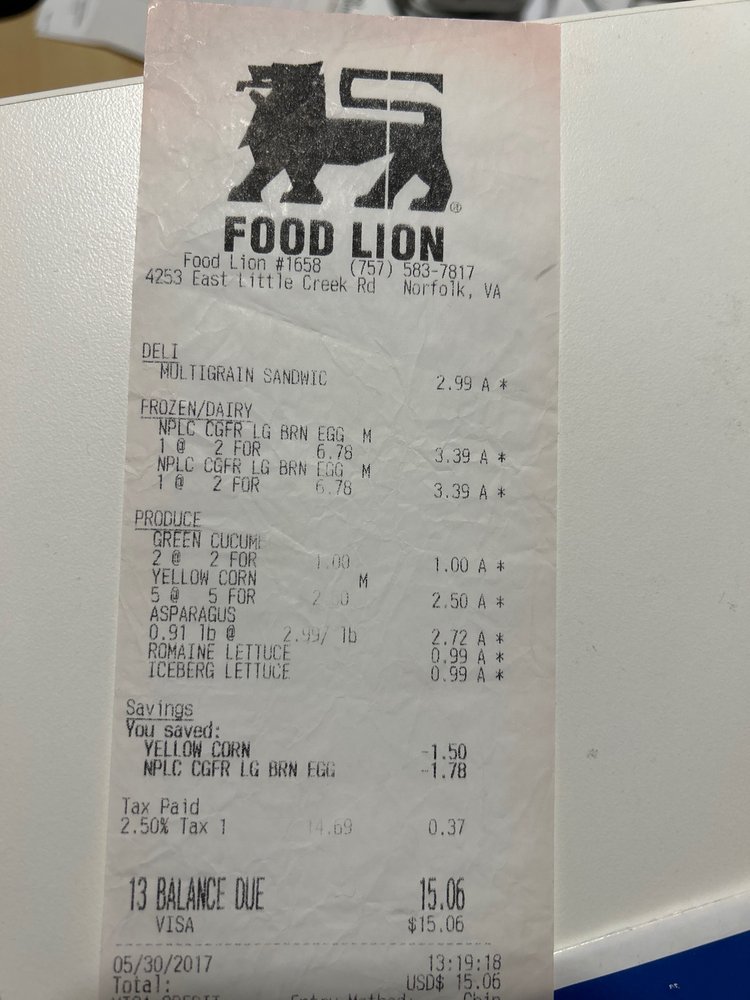 ®
FOOD LION
Food Lion #1658 (757) 583-7817
4253 East Little Creek Rd Norfolk, VA
DELI
MULTIGRAIN SANDWIC 2.99 A *
FROZEN/DAIRY
NPLC CGFR LG BRN EGG M
1 @ 2 FOR 6.78 3.39 A *
NPLC CGFR LG BRN EGG M
1 @ 2 FOR 6.78 3.39 A *
PRODUCE
GREEN CUCUM
2 @ 2 FOR 1.00 1.00 A *
YELLOW CORN M
5 @ 5 FOR 2.50 2.50 A *
ASPARAGUS
0.91 lb @ 2.99/ lb 2.72 A *
ROMAINE LETTUCE 0.99 A *
ICEBERG LETTUCE 0.99 A *
Savings
You saved:
YELLOW CORN -1.50
NPLC CGFR LG BRN EGG -1.78
Tax Paid
2.50% Tax 1 14.69 0.37
13 BALANCE DUE 15.06
VISA $15.06
05/30/2017 13:19:18
Total: USD$ 15.06
VISA CREDIT Entry Method: Chip